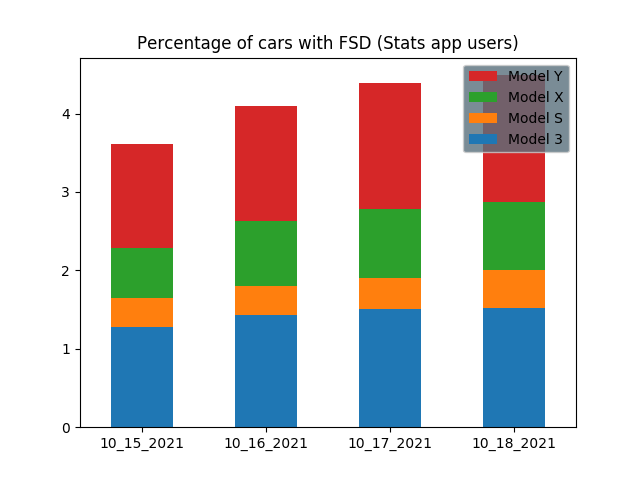 Percentage of cars with FSD (Stats app users)
Model Y
Model X
Model S
Model 3
4
3
2
1
0
10_15_2021 10_16_2021 10_17_2021 10_18_2021